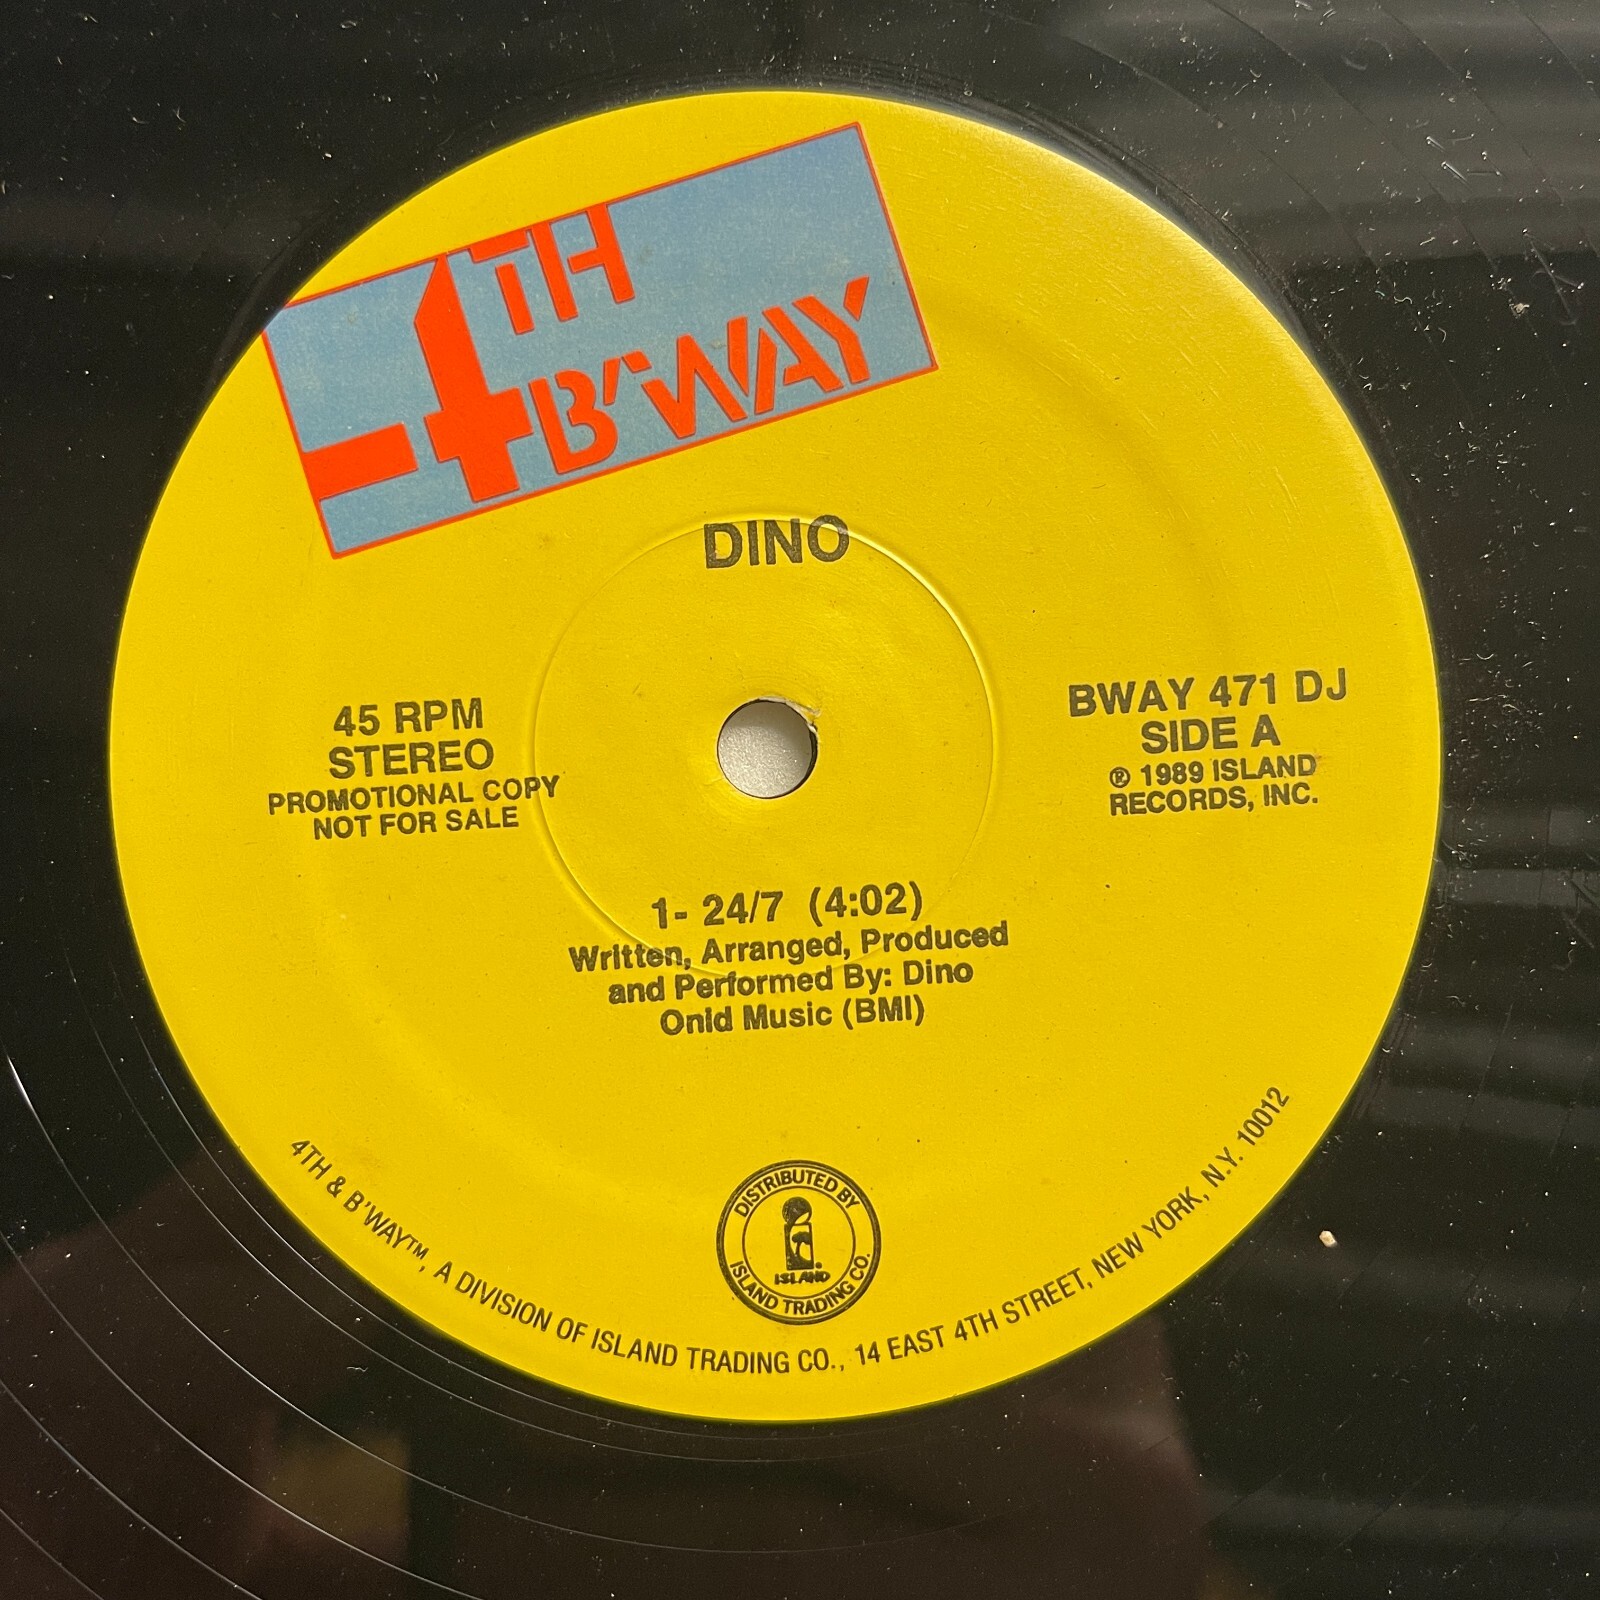 4TH
B'WAY
DINO
45 RPM
STEREO
PROMOTIONAL COPY
NOT FOR SALE
BWAY 471 DJ
SIDE A
℗ 1989 ISLAND
RECORDS, INC.
1- 24/7 (4:02)
Written, Arranged, Produced
and Performed By: Dino
Onid Music (BMI)
DISTRIBUTED BY
ISLAND
ISLAND TRADING CO.
4TH & B'WAY™, A DIVISION OF ISLAND TRADING CO., 14 EAST 4TH STREET, NEW YORK, N.Y. 10012